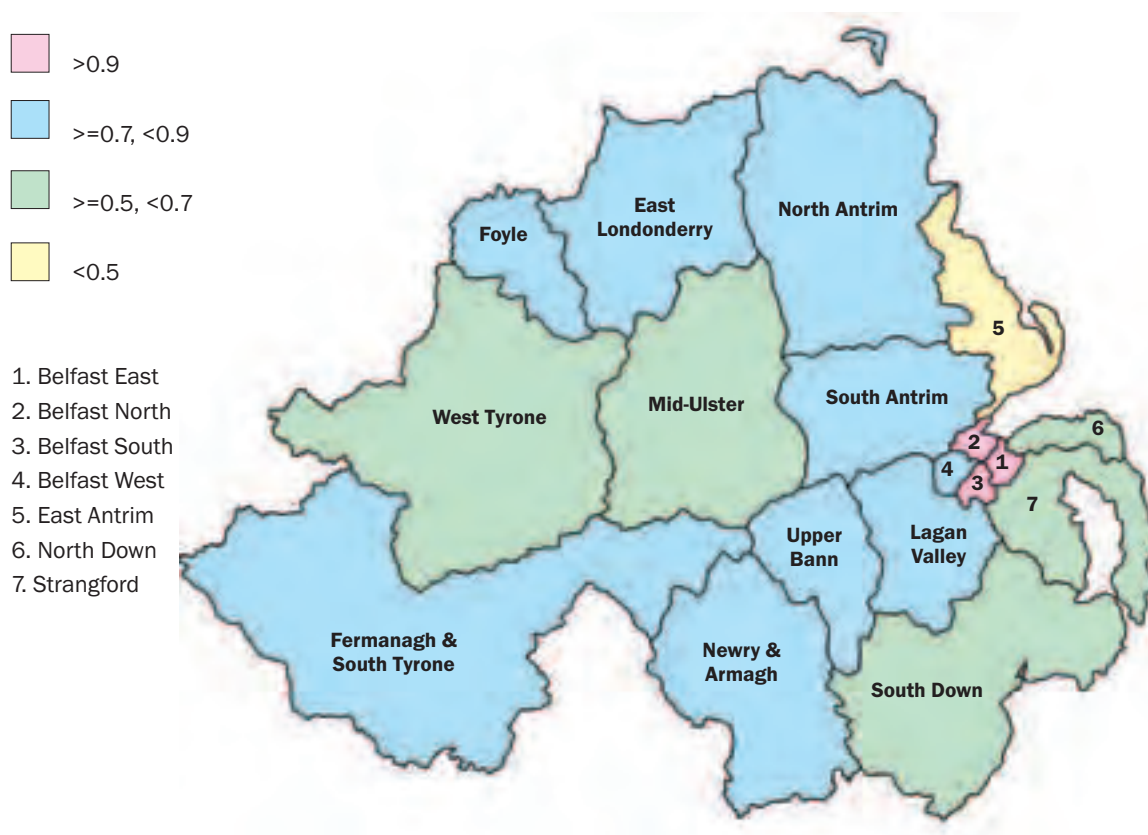 >0.9
>=0.7, <0.9
>=0.5, <0.7
<0.5
1. Belfast East
2. Belfast North
3. Belfast South
4. Belfast West
5. East Antrim
6. North Down
7. Strangford
Foyle
East
Londonderry
North Antrim
5
West Tyrone
Mid-Ulster
South Antrim
6
2
1
4
3
7
Upper
Bann
Lagan
Valley
Fermanagh &
South Tyrone
Newry &
Armagh
South Down